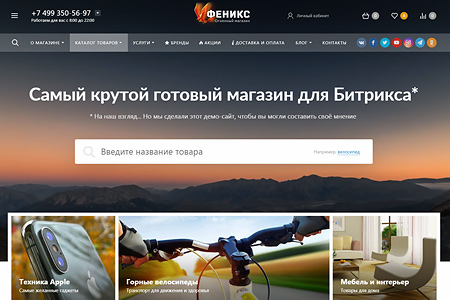 +7 499 350-56-97
Работаем для вас с 8:00 до 22:00
ФЕНИКС
Огненный магазин
Личный кабинет
0
0
0
О МАГАЗИНЕ
КАТАЛОГ ТОВАРОВ
УСЛУГИ
БРЕНДЫ
АКЦИИ
ДОСТАВКА И ОПЛАТА
БЛОГ
КОНТАКТЫ
Самый крутой готовый магазин для Битрикса*
* На наш взгляд... Но мы сделали этот демо-сайт, чтобы вы могли составить своё мнение
Введите название товара
Например: велосипед
Техника Apple
Самые желанные гаджеты
Горные велосипеды
Транспорт для движения и здоровья
Мебель и интерьер
Товары для дома